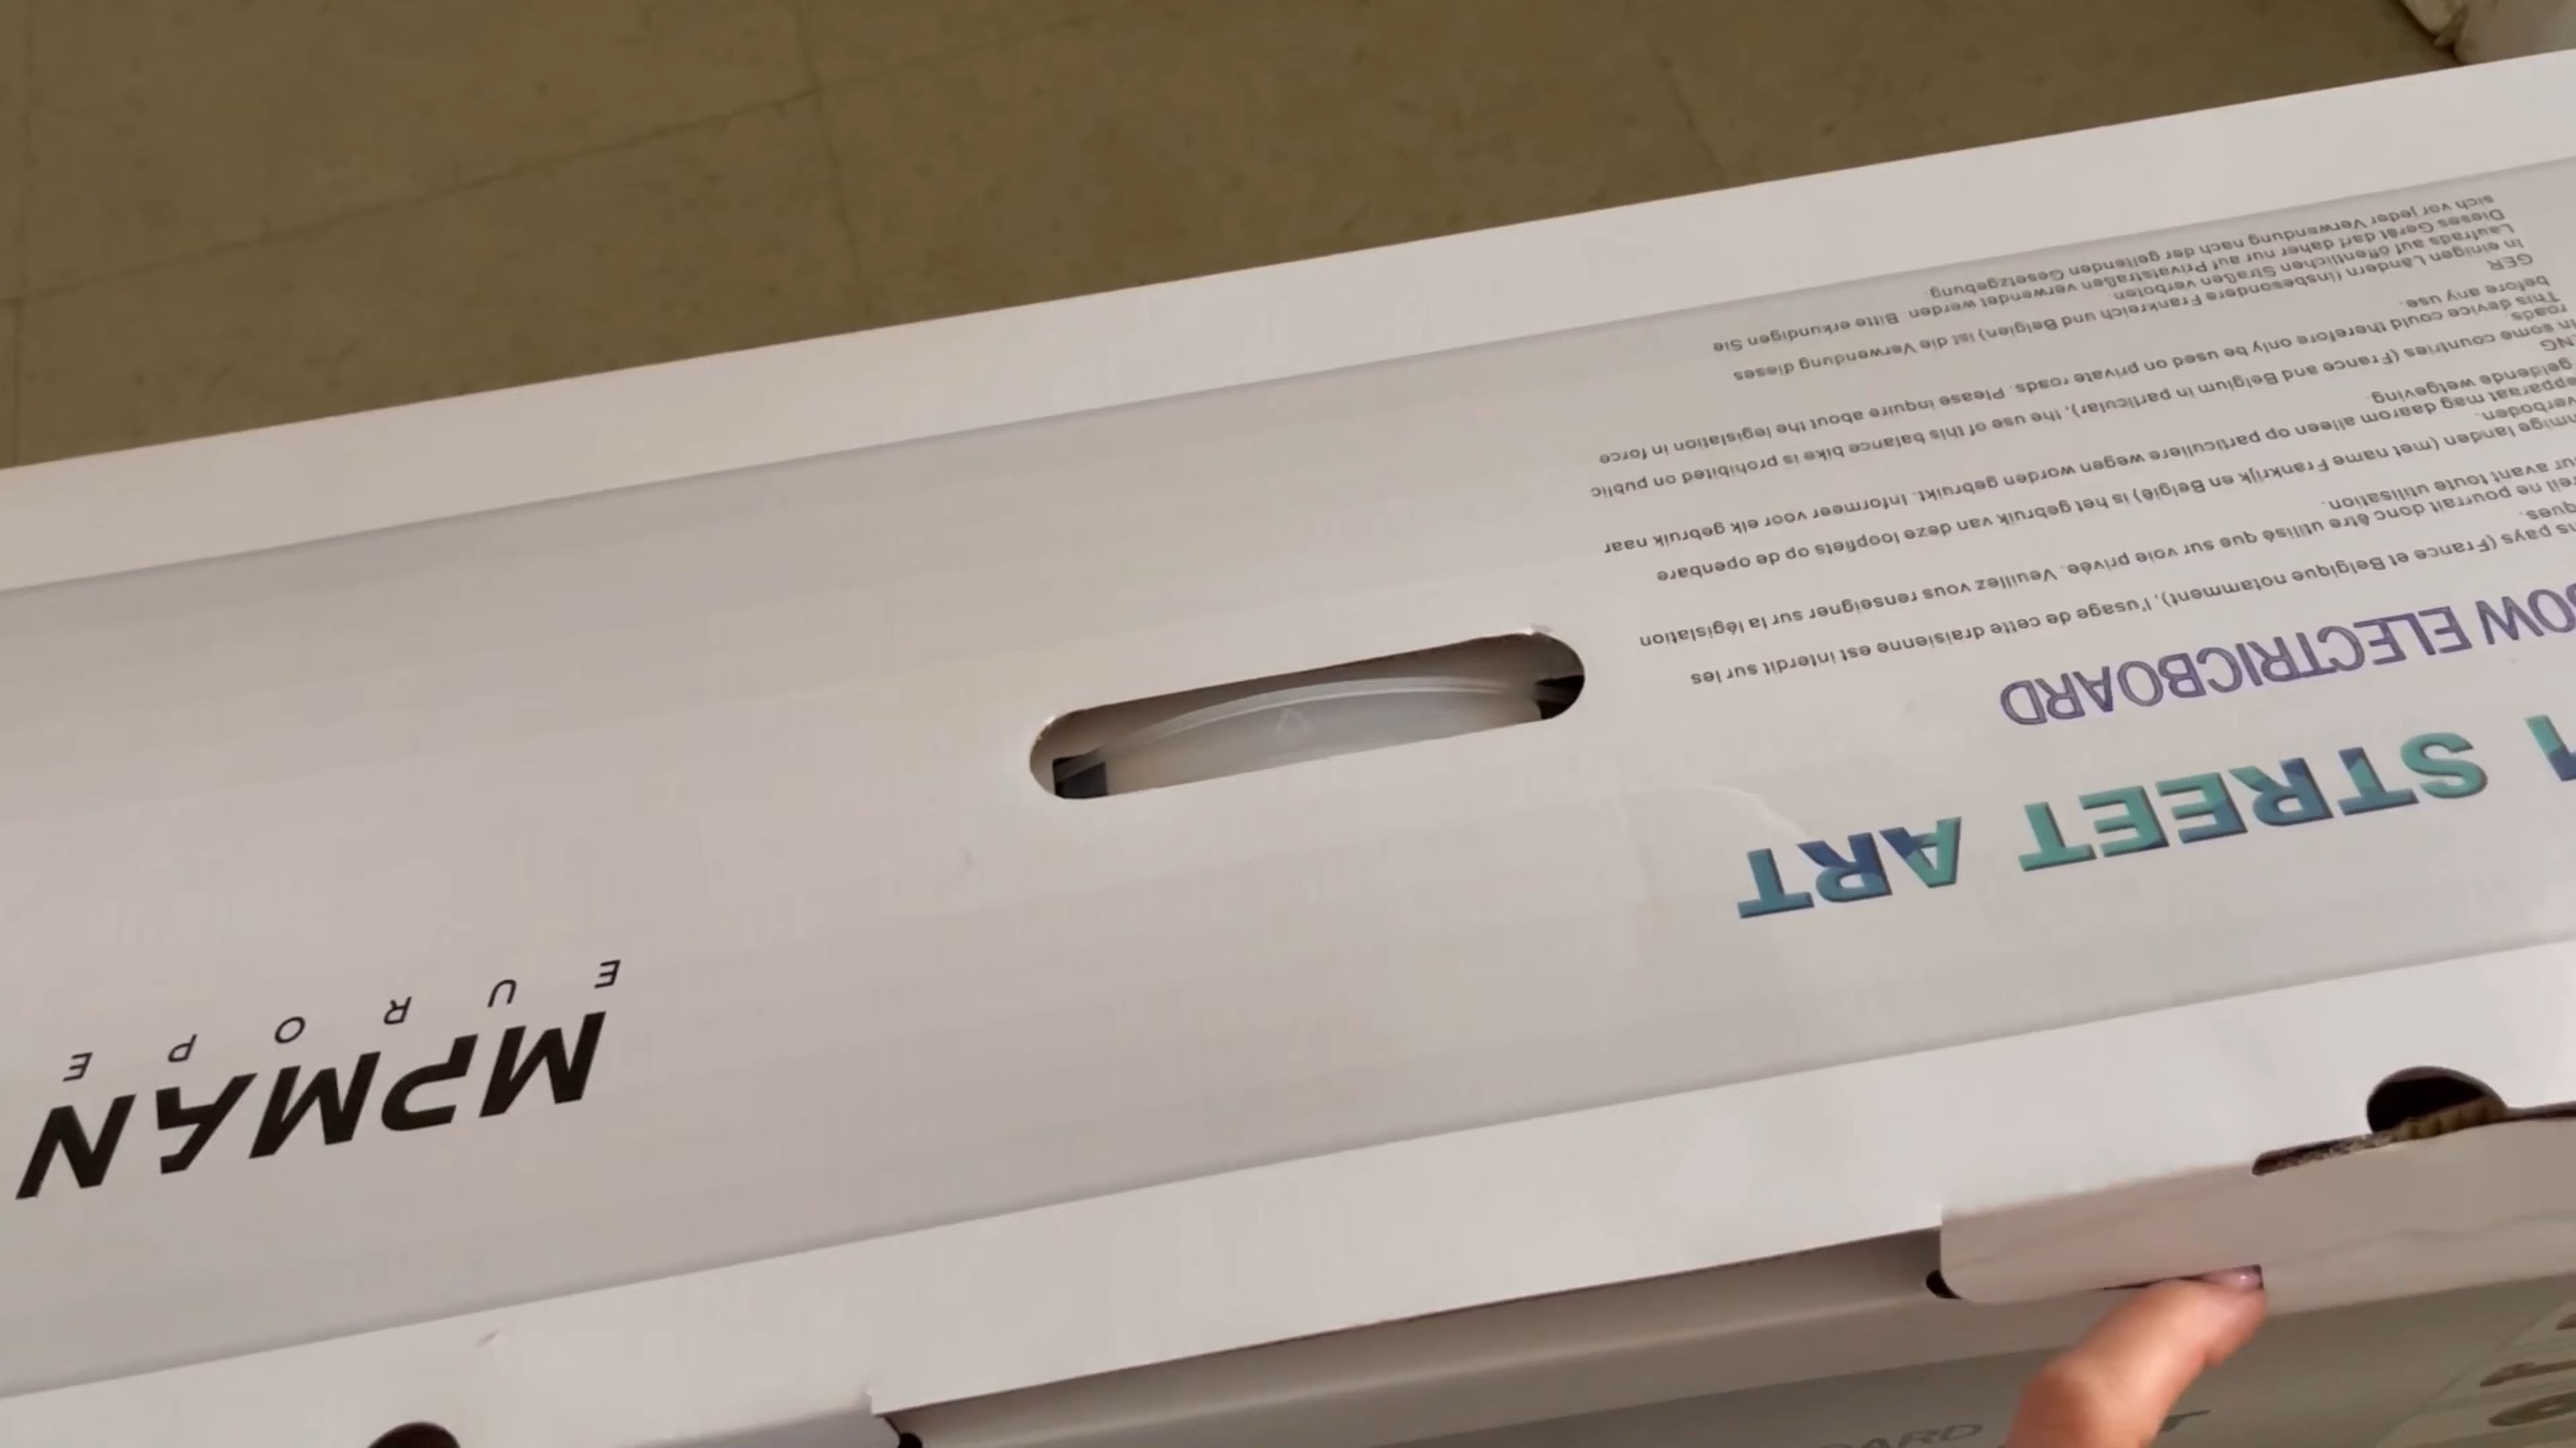 STREET ART
OW ELECTRICBOARD
pays (France et Belgique notamment), l'usage de cette draisienne est interdit sur les
ques.
reil ne pourrait donc être utilisé que sur voie privée. Veuillez vous renseigner sur la législation
avant toute utilisation.
landen (met name Frankrijk en België) is het gebruik van deze loopfiets op de openbare
verboden.
apparaat mag daarom alleen op particuliere wegen worden gebruikt. Informeer voor elk gebruik naar
geldende wetgeving.
NG
In some countries (France and Belgium in particular), the use of this balance bike is prohibited on public
roads
This device could therefore only be used on private roads. Please inquire about the legislation in force
before any use.
GER
In einigen Ländern (insbesondere Frankreich und Belgien) ist die Verwendung dieses
Laufrads auf öffentlichen Straßen verboten.
Dieses Gerät darf daher nur auf Privatstraßen verwendet werden. Bitte erkundigen Sie
sich vor jeder Verwendung nach der geltenden Gesetzgebung.
MPMAN
EUROPE